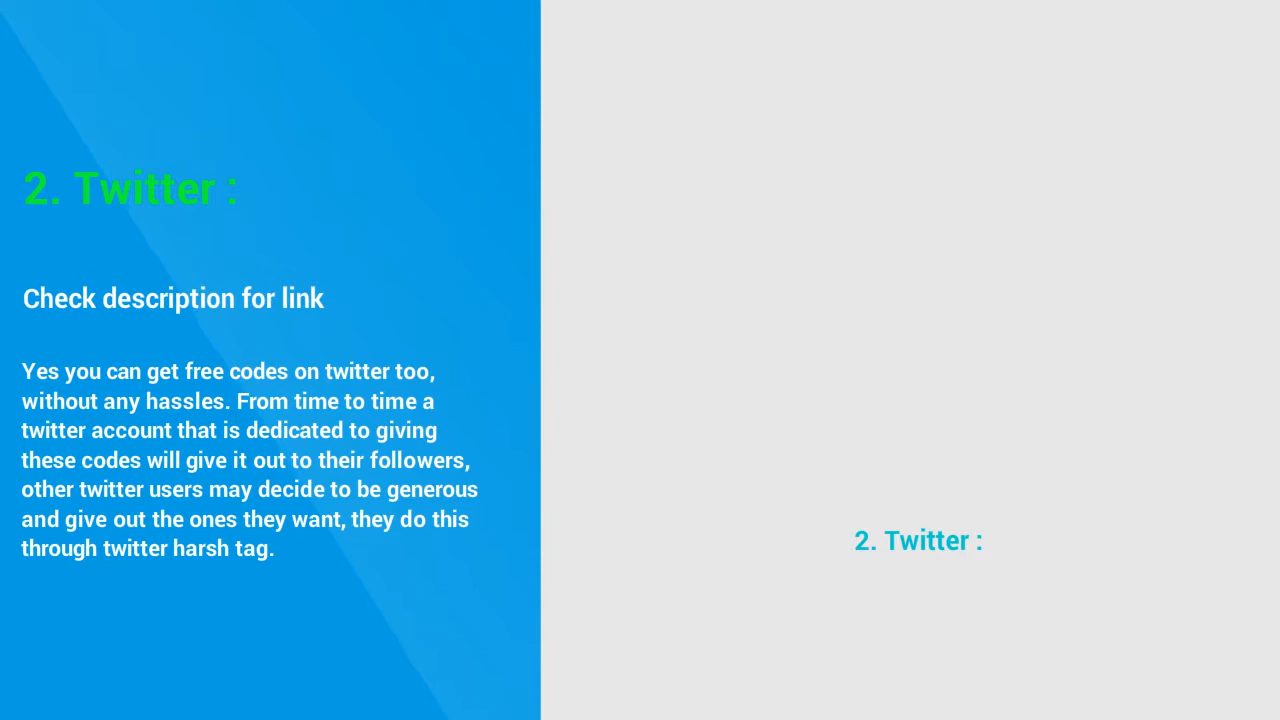 2. Twitter :
Check description for link
Yes you can get free codes on twitter too,
without any hassles. From time to time a
twitter account that is dedicated to giving
these codes will give it out to their followers,
other twitter users may decide to be generous
and give out the ones they want, they do this
through twitter harsh tag.
2. Twitter :